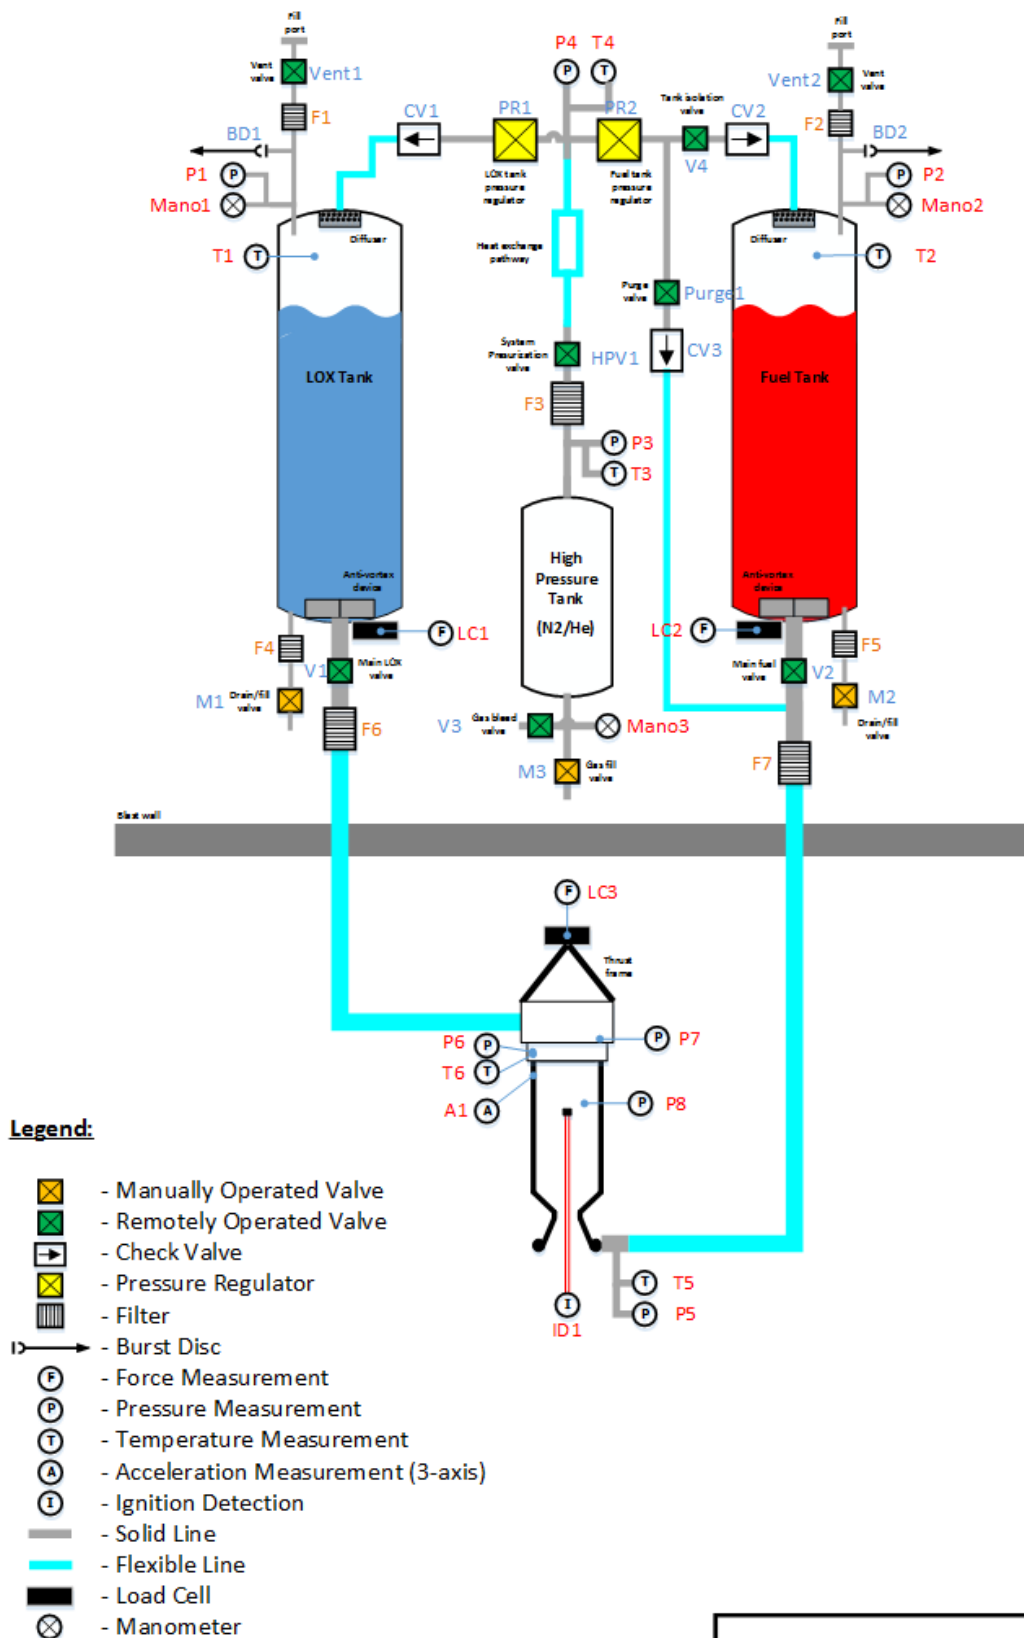 Fill
port
Fill
port
P4
T4
Vent
valve
Vent1
Vent2
Vent
valve
F1
CV1
PR1
PR2
Tank isolation
valve
CV2
F2
BD1
BD2
V4
P1
LOX tank
pressure
regulator
Fuel tank
pressure
regulator
P2
Mano1
Mano2
Diffuser
Diffuser
T1
Heat exchange
pathway
T2
Purge
valve
Purge1
System
Pressurization
valve
HPV1
CV3
LOX Tank
Fuel Tank
F3
P3
T3
High
Pressure
Tank
(N2/He)
Anti-vortex
device
Anti-vortex
device
LC1
LC2
F4
F5
V1
Main LOX
valve
Main fuel
valve
V2
M1
Drain/fill
valve
M2
Drain/fill
valve
F6
V3
Gas bleed
valve
Mano3
F7
M3
Gas fill
valve
Blast wall
F
LC3
Thrust
frame
P6
P7
T6
A1
P8
T5
P5
ID1
Legend:
- Manually Operated Valve
- Remotely Operated Valve
- Check Valve
- Pressure Regulator
- Filter
- Burst Disc
F - Force Measurement
P - Pressure Measurement
T - Temperature Measurement
A - Acceleration Measurement (3-axis)
I - Ignition Detection
- Solid Line
- Flexible Line
- Load Cell
- Manometer